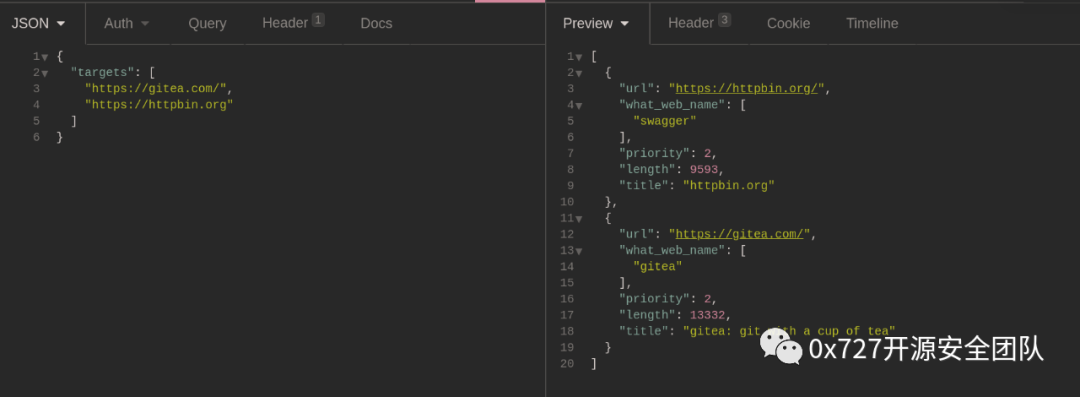 JSON Auth Query Header 1 Docs
1 {
2 "targets": [
3 "https://gitea.com/",
4 "https://httpbin.org"
5 ]
6 }
Preview Header 3 Cookie Timeline
1 [
2 {
3 "url": "https://httpbin.org/",
4 "what_web_name": [
5 "swagger"
6 ],
7 "priority": 2,
8 "length": 9593,
9 "title": "httpbin.org"
10 },
11 {
12 "url": "https://gitea.com/",
13 "what_web_name": [
14 "gitea"
15 ],
16 "priority": 2,
17 "length": 13332,
18 "title": "gitea: git with a cup of tea"
19 }
20 ]
0x727开源安全团队